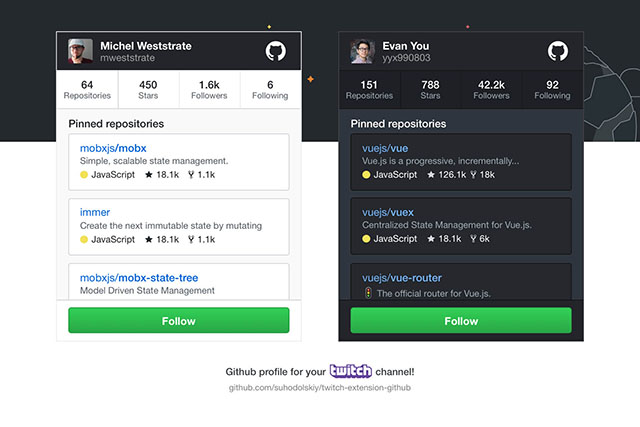 Michel Weststrate
mweststrate
64
Repositories
450
Stars
1.6k
Followers
6
Following
Pinned repositories
mobxjs/mobx
Simple, scalable state management.
JavaScript 18.1k 1.1k
immer
Create the next immutable state by mutating
JavaScript 18.1k 1.1k
mobxjs/mobx-state-tree
Model Driven State Management
Follow
Evan You
yyx990803
151
Repositories
788
Stars
42.2k
Followers
92
Following
Pinned repositories
vuejs/vue
Vue.js is a progressive, incrementally...
JavaScript 126.1k 18k
vuejs/vuex
Centralized State Management for Vue.js.
JavaScript 18.1k 6k
vuejs/vue-router
The official router for Vue.js.
Follow
Github profile for your twitch channel!
github.com/suhodolskiy/twitch-extension-github